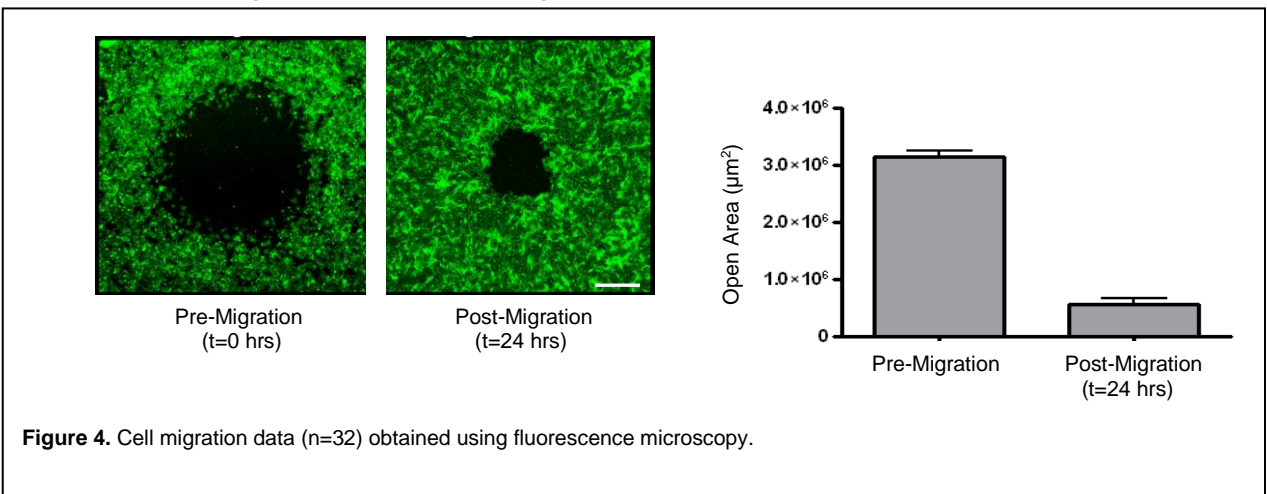 Pre-Migration
(t=0 hrs)
Post-Migration
(t=24 hrs)
Open Area (µm²)
4.0×10⁶
3.0×10⁶
2.0×10⁶
1.0×10⁶
0
Pre-Migration
Post-Migration
(t=24 hrs)
Figure 4. Cell migration data (n=32) obtained using fluorescence microscopy.